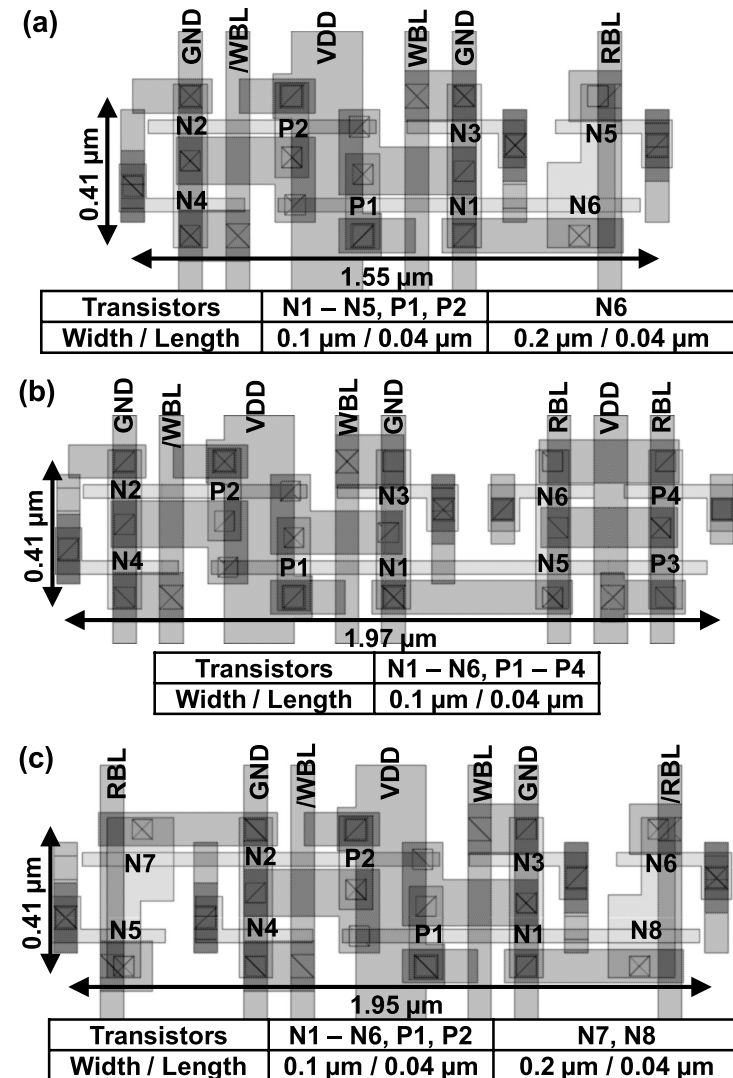 (a)
GND /WBL VDD WBL GND RBL
N2 P2 N3 N5
0.41 µm
N4 P1 N1 N6
1.55 µm
Transistors N1 – N5, P1, P2 N6
Width / Length 0.1 µm / 0.04 µm 0.2 µm / 0.04 µm
(b)
GND /WBL VDD WBL GND RBL VDD RBL
N2 P2 N3 N6 P4
0.41 µm
N4 P1 N1 N5 P3
1.97 µm
Transistors N1 – N6, P1 – P4
Width / Length 0.1 µm / 0.04 µm
(c)
RBL GND /WBL VDD WBL GND /RBL
N7 N2 P2 N3 N6
0.41 µm
N5 N4 P1 N1 N8
1.95 µm
Transistors N1 – N6, P1, P2 N7, N8
Width / Length 0.1 µm / 0.04 µm 0.2 µm / 0.04 µm